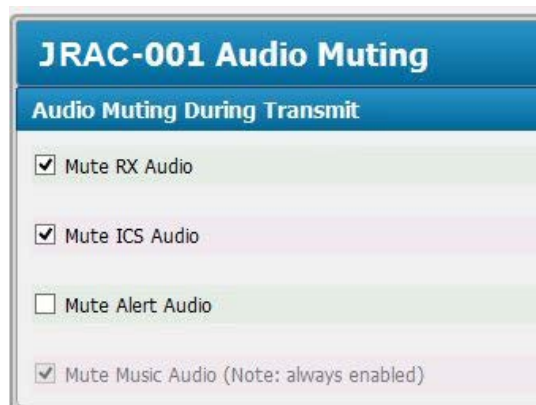 JRAC-001 Audio Muting
Audio Muting During Transmit
Mute RX Audio
Mute ICS Audio
Mute Alert Audio
Mute Music Audio (Note: always enabled)